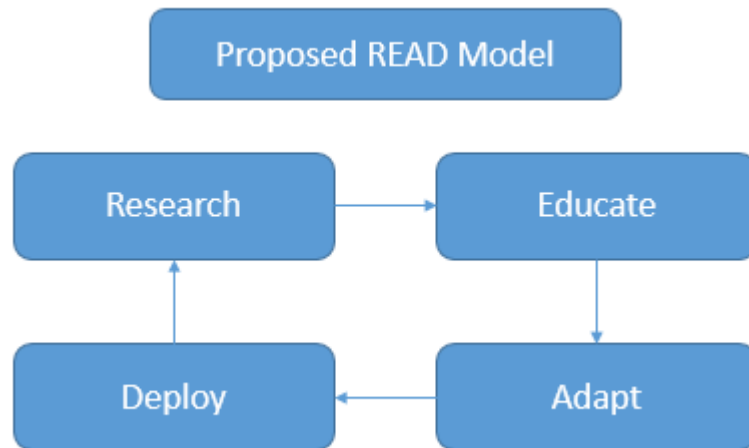 Proposed READ Model
Research
Educate
Deploy
Adapt